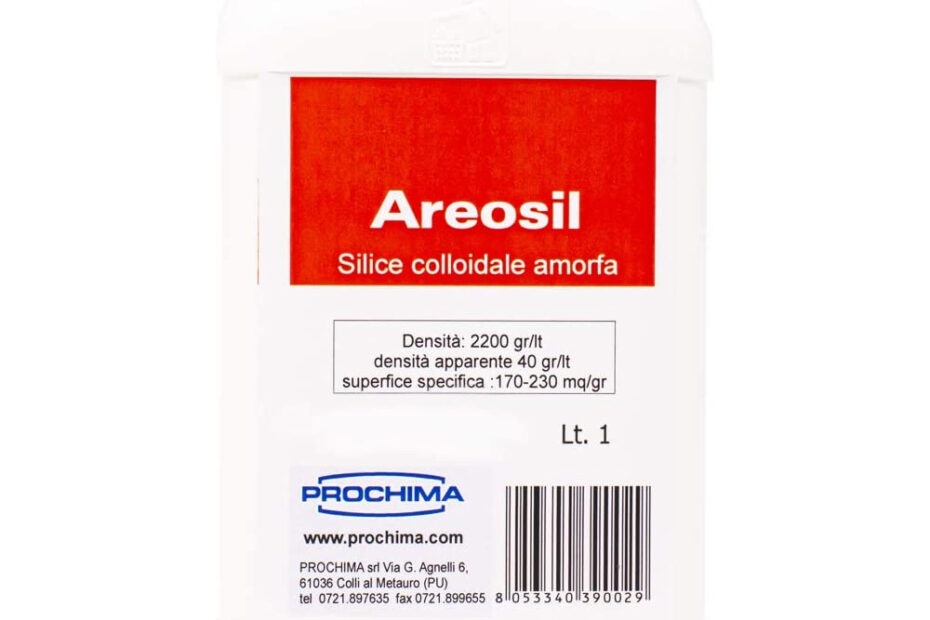 Areosil
Silice colloidale amorfa
Densità: 2200 gr/lt
densità apparente 40 gr/lt
superfice specifica :170-230 mq/gr
Lt. 1
PROCHIMA
www.prochima.com
PROCHIMA srl Via G. Agnelli 6,
61036 Colli al Metauro (PU)
tel 0721.897635 fax 0721.899655
8 053340 390029